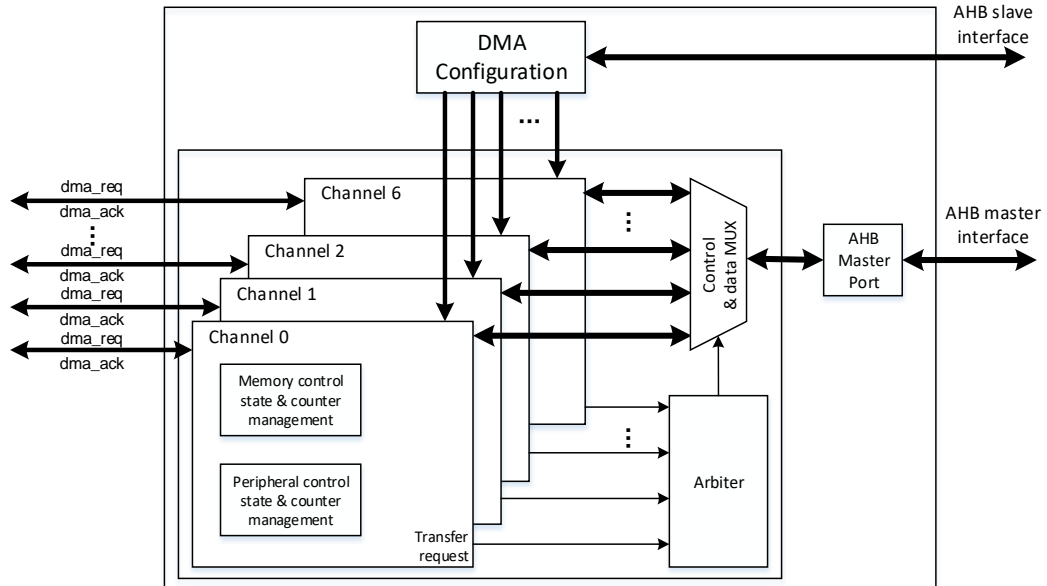 AHB slave
interface
DMA
Configuration
...
Channel 6
dma_req
dma_ack
...
...
AHB master
interface
Channel 2
dma_req
dma_ack
Control
& data MUX
AHB
Master
Port
Channel 1
dma_req
dma_ack
Channel 0
dma_req
dma_ack
Memory control
state & counter
management
...
Peripheral control
state & counter
management
Arbiter
Transfer
request